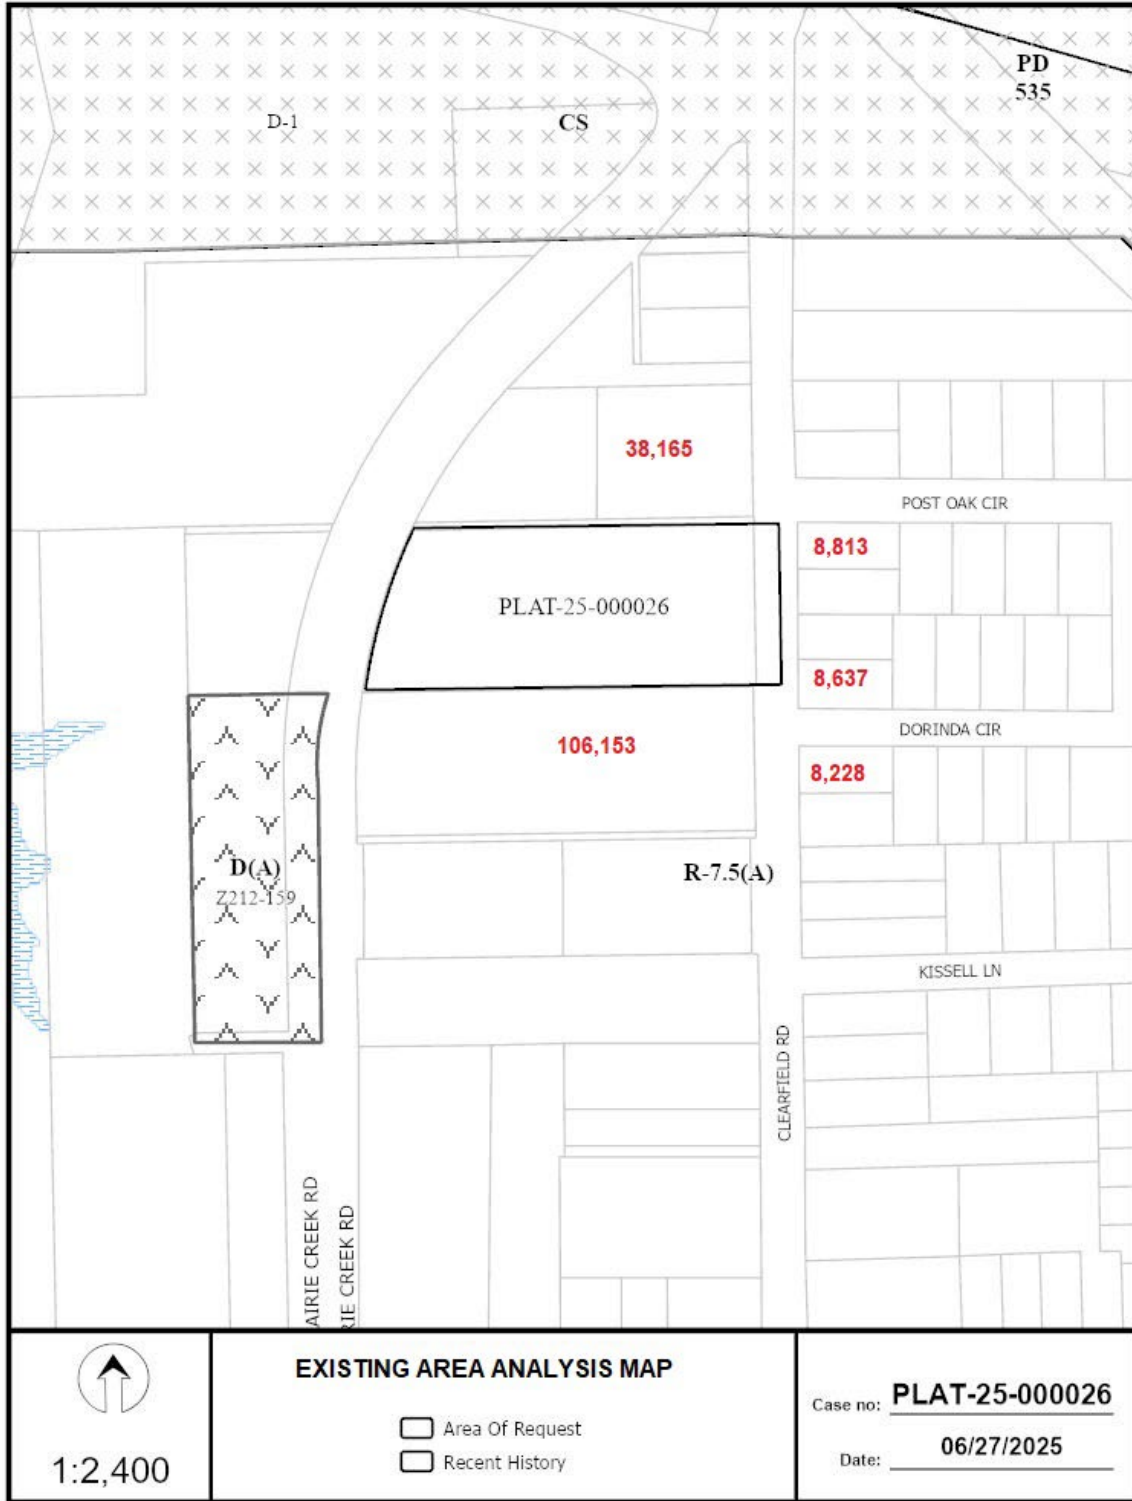 PD
535
D-1
CS
38,165
POST OAK CIR
8,813
PLAT-25-000026
8,637
DORINDA CIR
106,153
8,228
D(A)
Z212-159
R-7.5(A)
KISSELL LN
CLEARFIELD RD
AIRIE CREEK RD
RIE CREEK RD
1:2,400
EXISTING AREA ANALYSIS MAP
Area Of Request
Recent History
Case no: PLAT-25-000026
Date: 06/27/2025